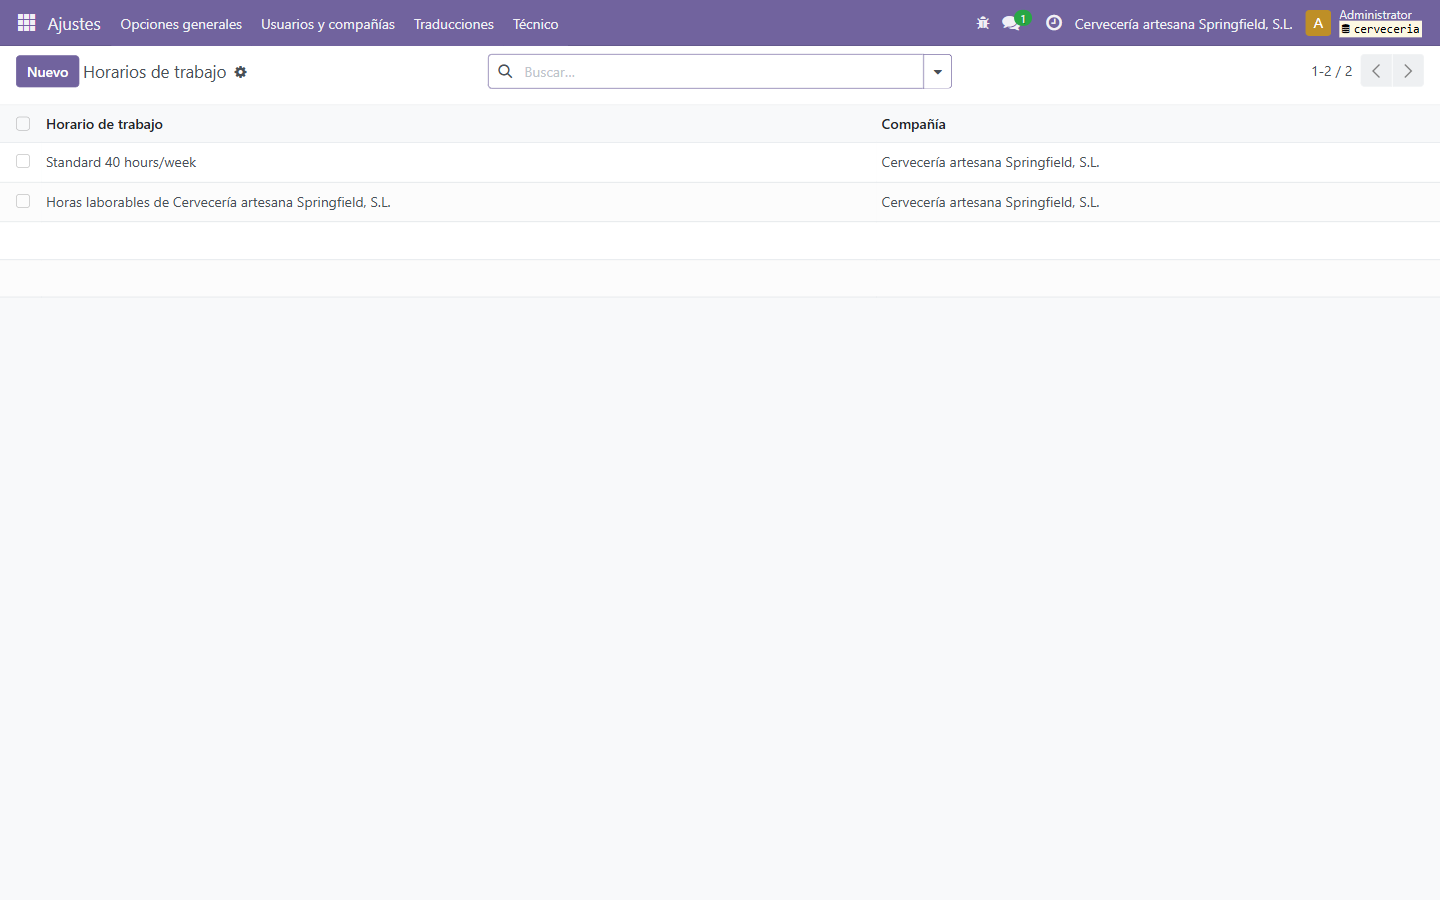 Ajustes Opciones generales Usuarios y compañías Traducciones Técnico 1 Cervecería artesana Springfield, S.L. A Administrator
cerveceria
Nuevo Horarios de trabajo Buscar... 1-2 / 2
Horario de trabajo Compañía
Standard 40 hours/week Cervecería artesana Springfield, S.L.
Horas laborables de Cervecería artesana Springfield, S.L. Cervecería artesana Springfield, S.L.